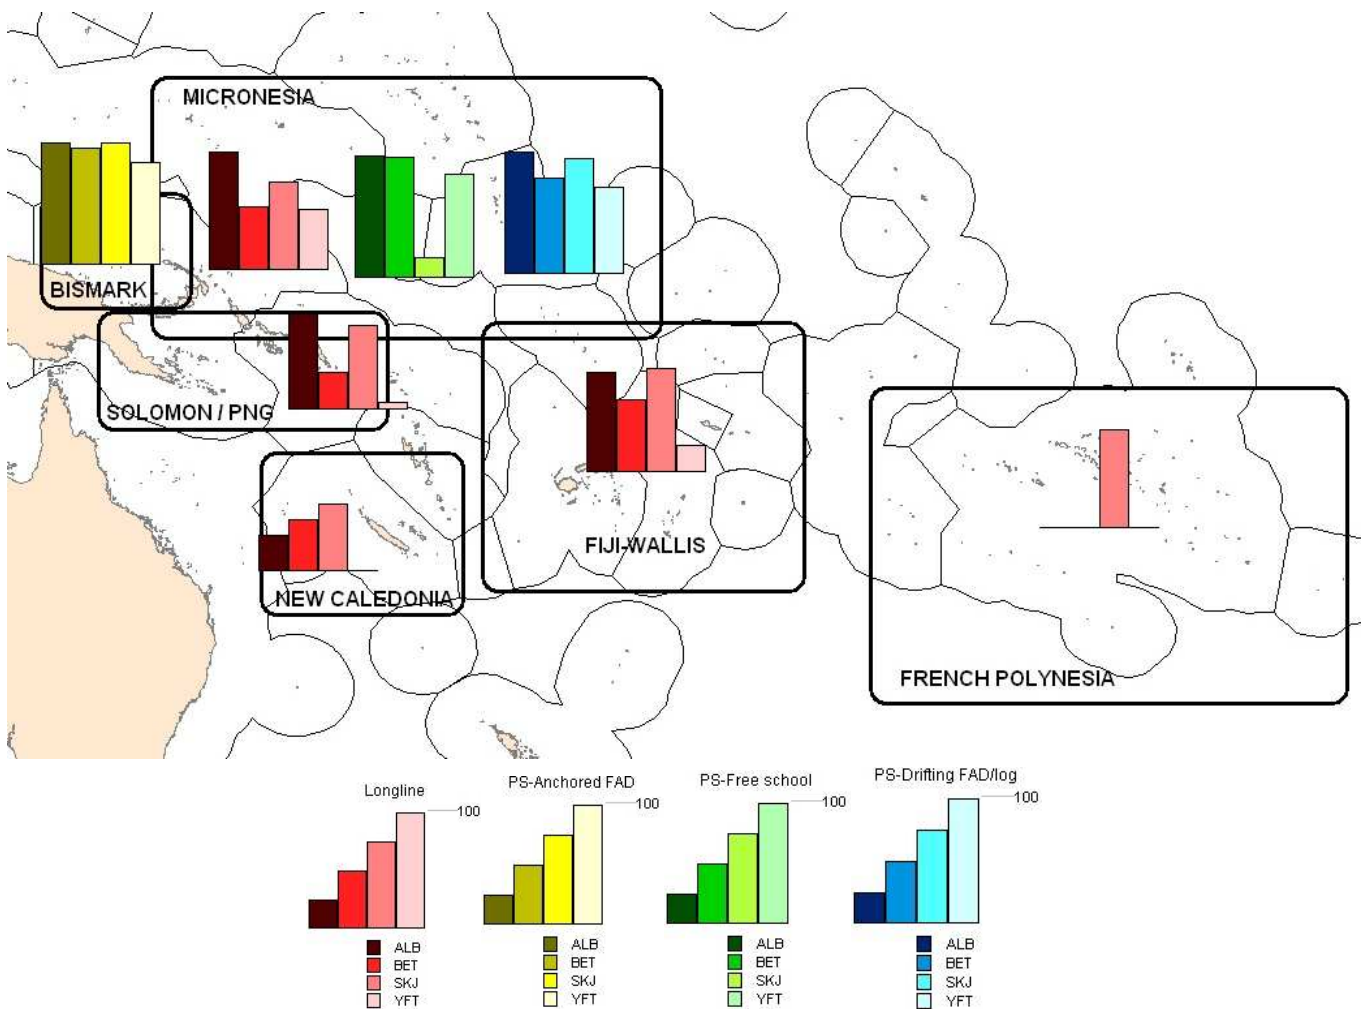 MICRONESIA
BISMARK
SOLOMON / PNG
FIJI-WALLIS
NEW CALEDONIA
FRENCH POLYNESIA
Longline
100
ALB
BET
SKJ
YFT
PS-Anchored FAD
100
ALB
BET
SKJ
YFT
PS-Free school
100
ALB
BET
SKJ
YFT
PS-Drifting FAD/log
100
ALB
BET
SKJ
YFT